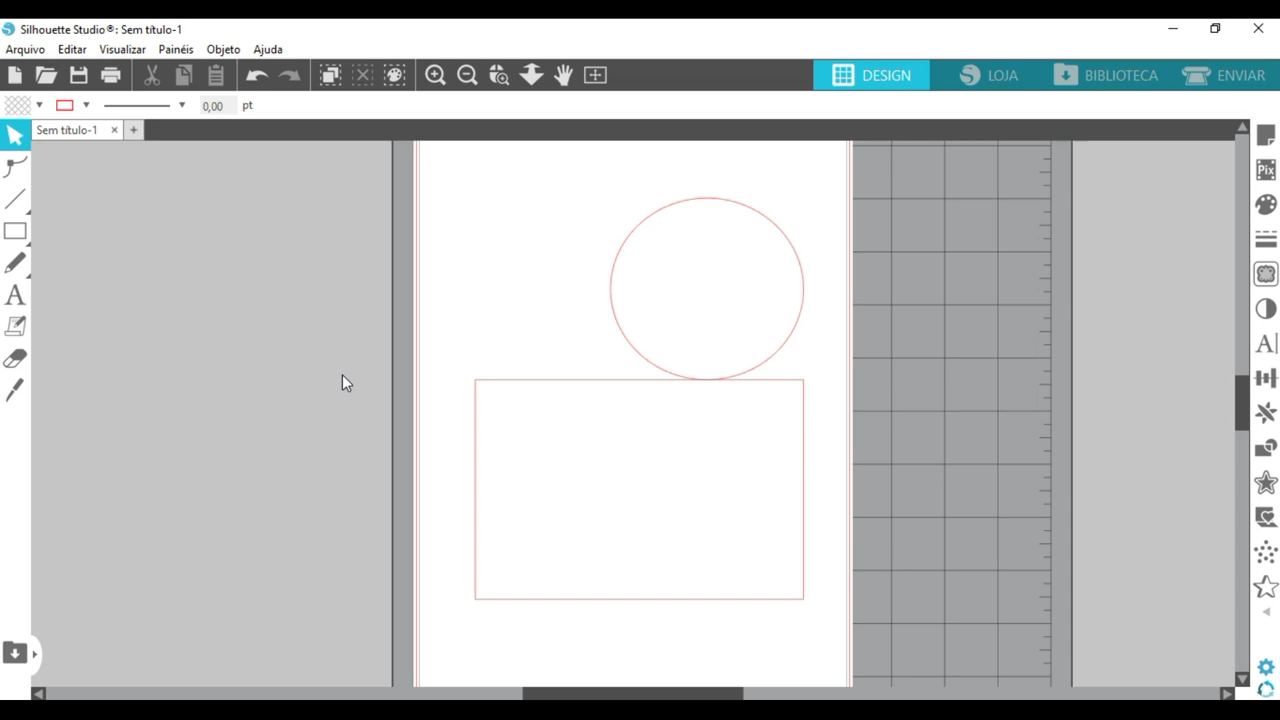 Silhouette Studio®: Sem título-1
Arquivo Editar Visualizar Painéis Objeto Ajuda
DESIGN LOJA BIBLIOTECA ENVIAR
0,00 pt
Sem título-1
Pix